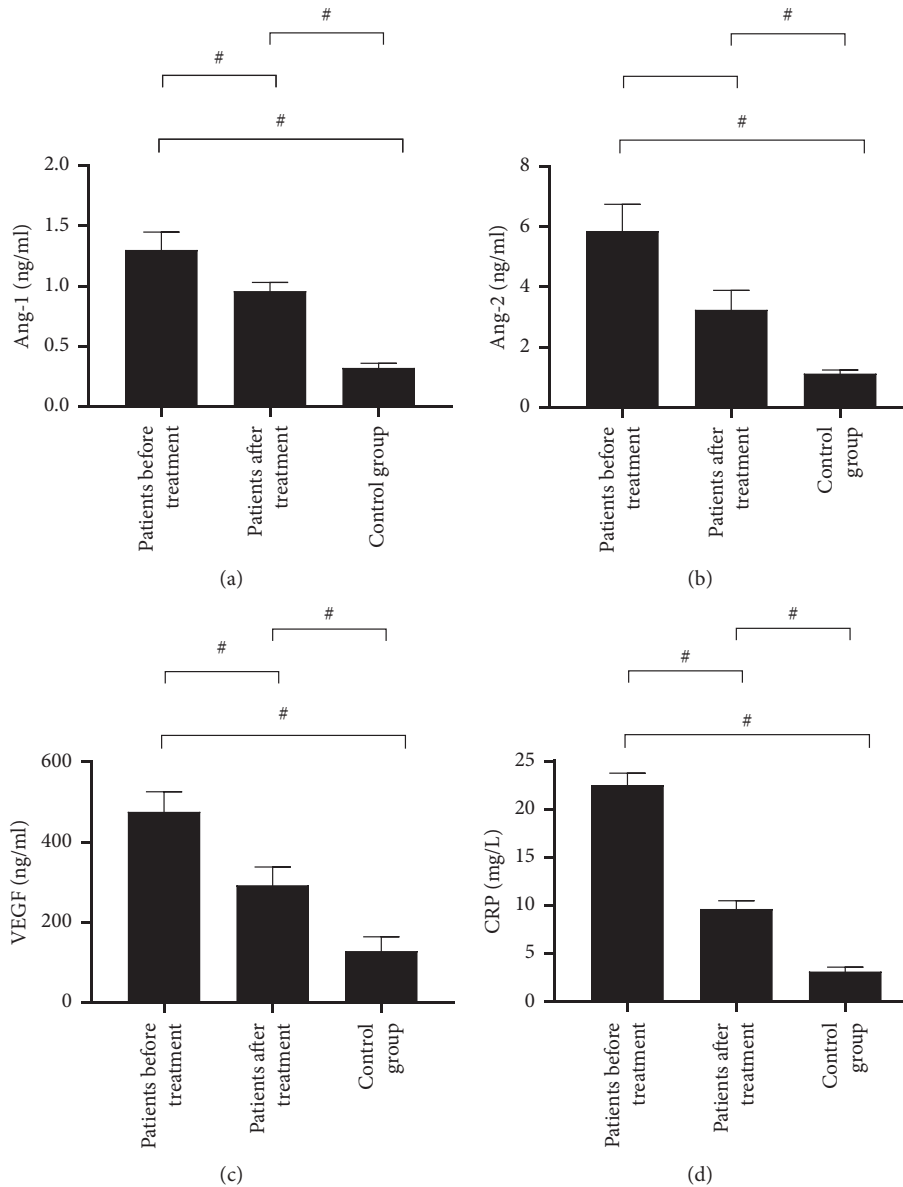 #
#
#
2.0
1.5
1.0
0.5
0.0
Ang-1 (ng/ml)
Patients before
treatment
Patients after
treatment
Control group
(a)
#
#
8
6
4
2
0
Ang-2 (ng/ml)
Patients before
treatment
Patients after
treatment
Control
group
(b)
#
#
#
600
400
200
0
VEGF (ng/ml)
Patients before
treatment
Patients after
treatment
Control
group
(c)
#
#
#
25
20
15
10
5
0
CRP (mg/L)
Patients before
treatment
Patients after
treatment
Control
group
(d)